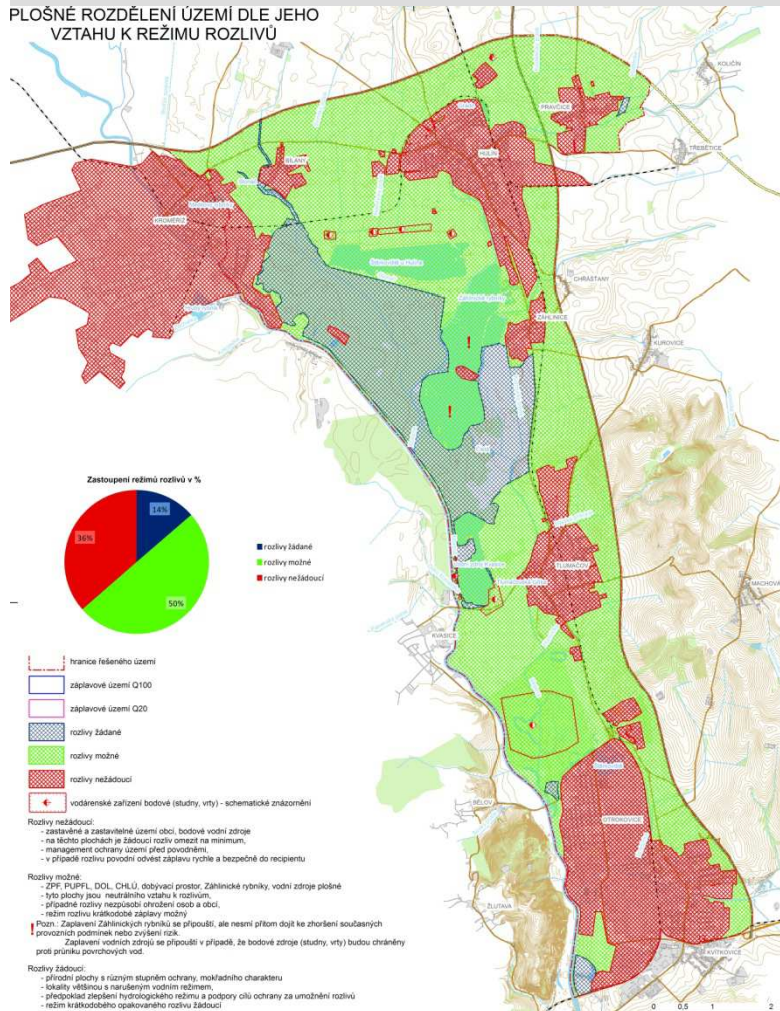 PLOŠNÉ ROZDĚLENÍ ÚZEMÍ DLE JEHO
VZTAHU K REŽIMU ROZLIVŮ
KOLIČÍN
PRAVČICE
TŘEBĚTICE
HULÍN
BÍLANY
KROMĚŘÍŽ
CHRÁŠŤANY
ZÁHLINICE
KUROVICE
TLUMAČOV
MACHOVÁ
KVASICE
BĚLOV
OTROKOVICE
ŽLUTAVA
KVÍTKOVICE
Zastoupení režimů rozlivů v %
14%
36%
50%
rozlivy žádané
rozlivy možné
rozlivy nežádoucí
hranice řešeného území
záplavové území Q100
záplavové území Q20
rozlivy žádané
rozlivy možné
rozlivy nežádoucí
vodárenské zařízení bodové (studny, vrty) - schematické znázornění
Rozlivy nežádoucí:
- zastavěné a zastavitelné území obcí, bodové vodní zdroje
- na těchto plochách je žádoucí rozliv omezit na minimum,
- management ochrany území před povodněmi,
- v případě rozlivu povodní odvést záplavu rychle a bezpečně do recipientu
Rozlivy možné:
- ZPF, PUPFL, DOL, CHLÚ, dobývací prostor, Záhlinické rybníky, vodní zdroje plošné
- tyto plochy jsou neutrálního vztahu k rozlivům,
- případné rozlivy nezpůsobí ohrožení osob a obcí,
- režim rozlivu krátkodobé záplavy možný
! Pozn.: Zaplavení Záhlinických rybníků se připouští, ale nesmí přitom dojít ke zhoršení současných
provozních podmínek nebo zvýšení rizik.
Zaplavení vodních zdrojů se připouští v případě, že bodové zdroje (studny, vrty) budou chráněny
proti průniku povrchových vod.
Rozlivy žádoucí:
- přírodní plochy s různým stupněm ochrany, mokřadního charakteru
- lokality většinou s narušeným vodním režimem,
- předpoklad zlepšení hydrologického režimu a podpory cílů ochrany za umožnění rozlivů
- režim krátkodobého opakovaného rozlivu žádoucí
0 0,5 1 2